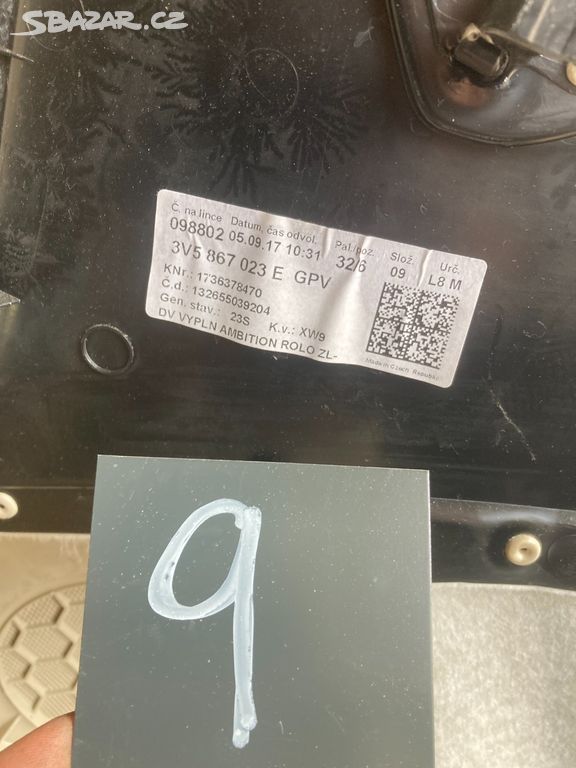 SBAZAR.CZ
Č. na lince Datum, čas odvol. Pal./poz. Slož. Urč.
098802 05.09.17 10:31 32/6 09 L8 M
3V5 867 023 E GPV
KNr.: 1736378470
Č.d.: 132655039204
Gen. stav.: 23S K.v.: XW9
DV VYPLN AMBITION ROLO ZL-
Made in Czech Republic
9